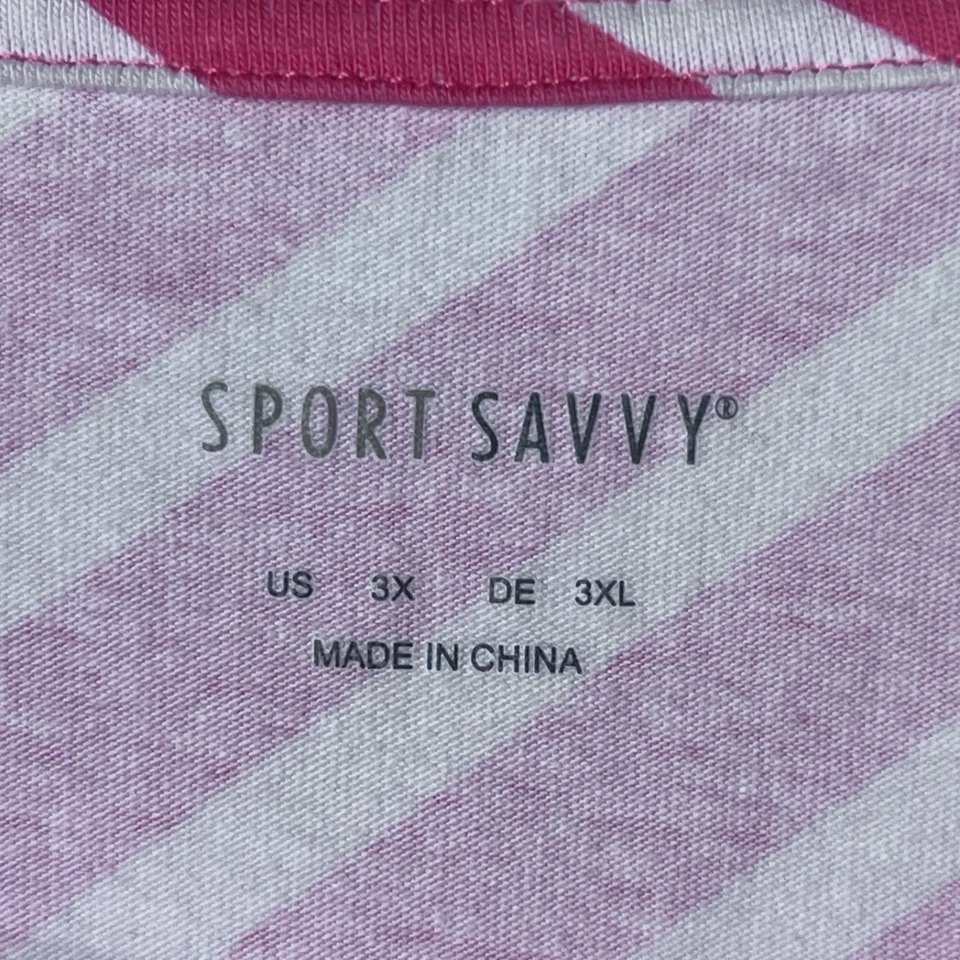 SPORT SAVVY®
US 3X DE 3XL
MADE IN CHINA